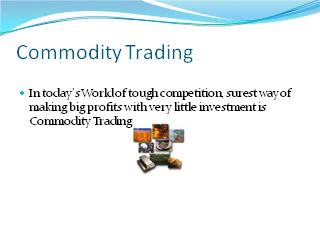 Commodity Trading
In today's World of tough competition, surest way of
making big profits with very little investment is
Commodity Trading